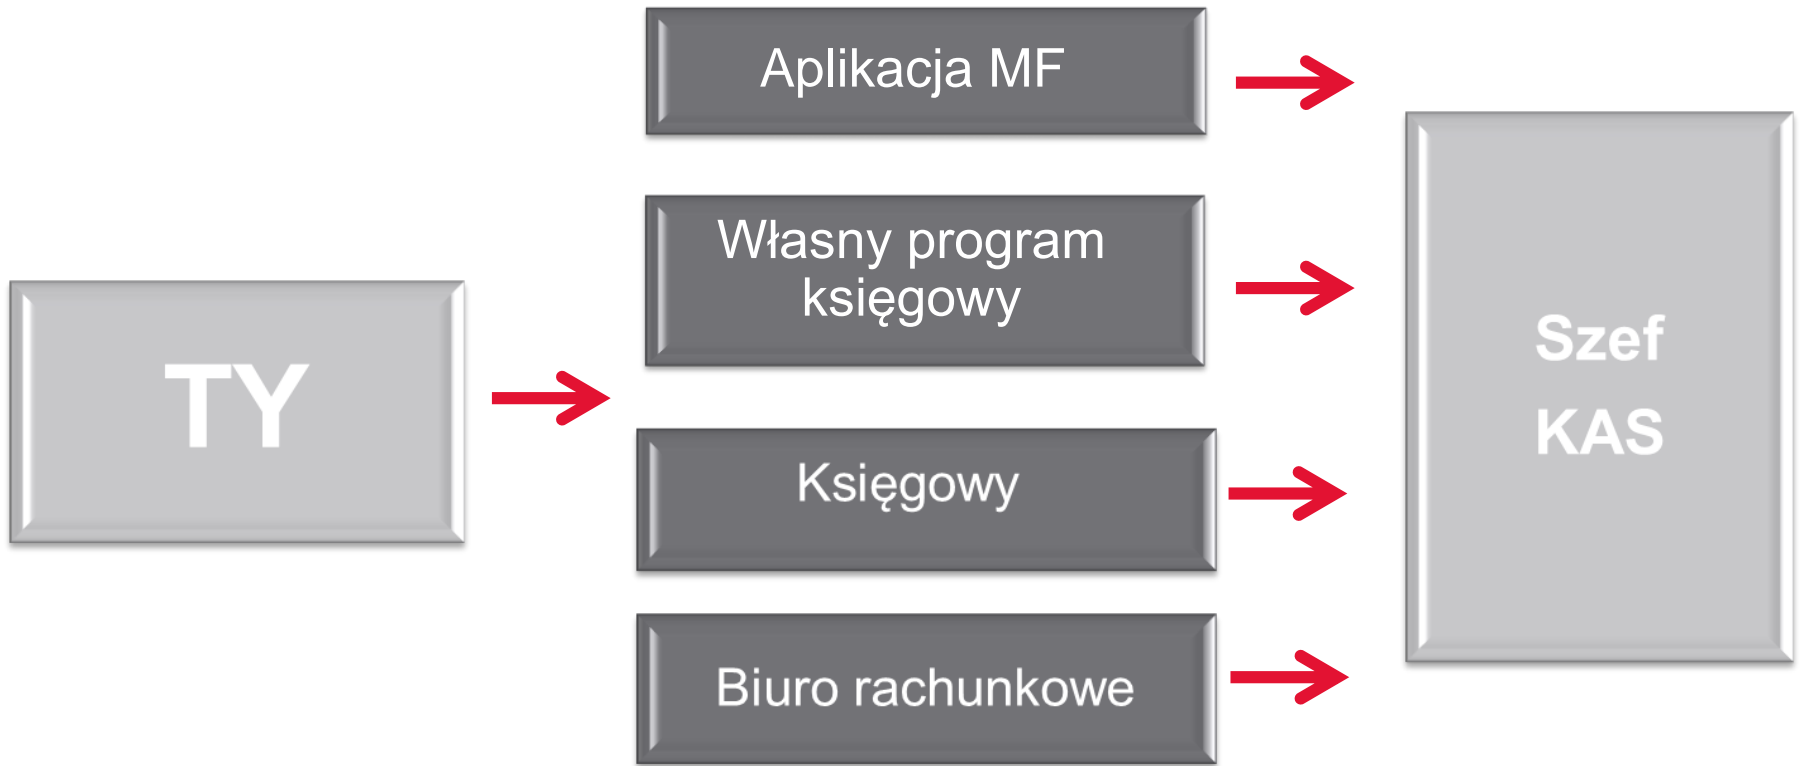 Aplikacja MF
Własny program
księgowy
TY
Szef
KAS
Księgowy
Biuro rachunkowe